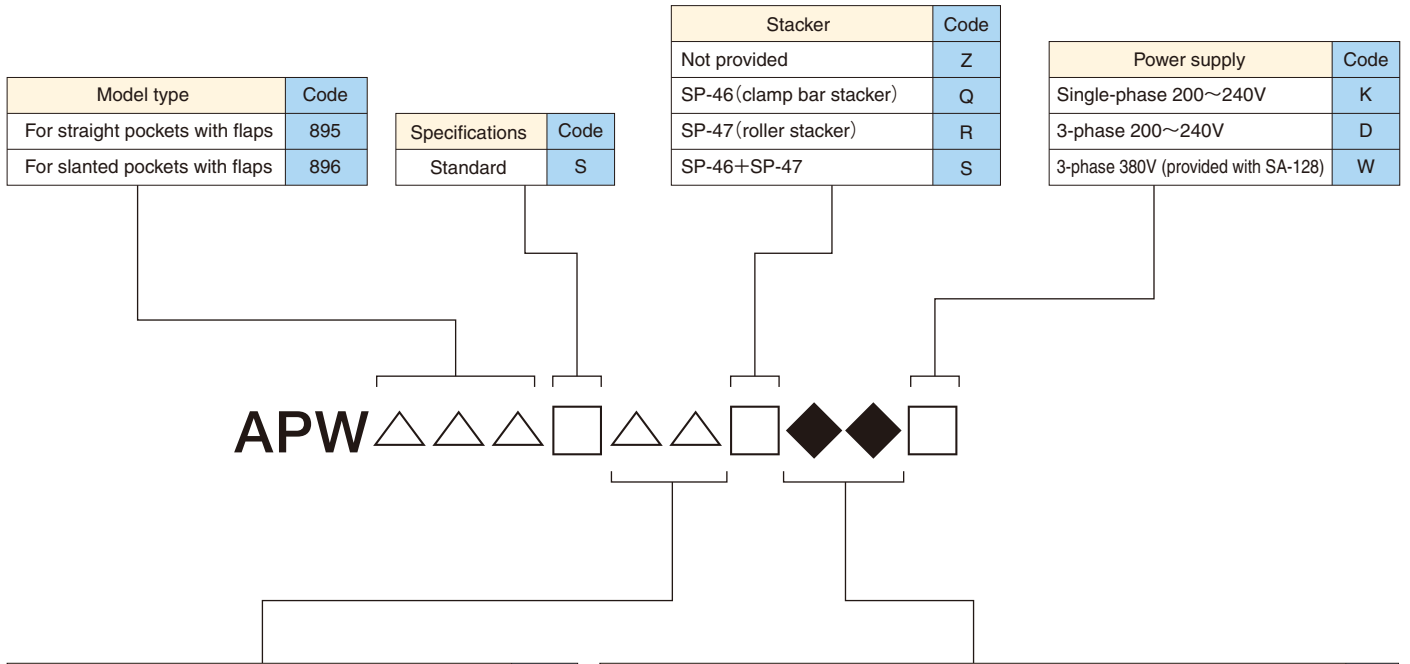 Model type Code
For straight pockets with flaps 895
For slanted pockets with flaps 896
Specifications Code
Standard S
Stacker Code
Not provided Z
SP-46（clamp bar stacker） Q
SP-47（roller stacker） R
SP-46＋SP-47 S
Power supply Code
Single-phase 200〜240V K
3-phase 200〜240V D
3-phase 380V (provided with SA-128) W
APW△△△□△△□◆◆□